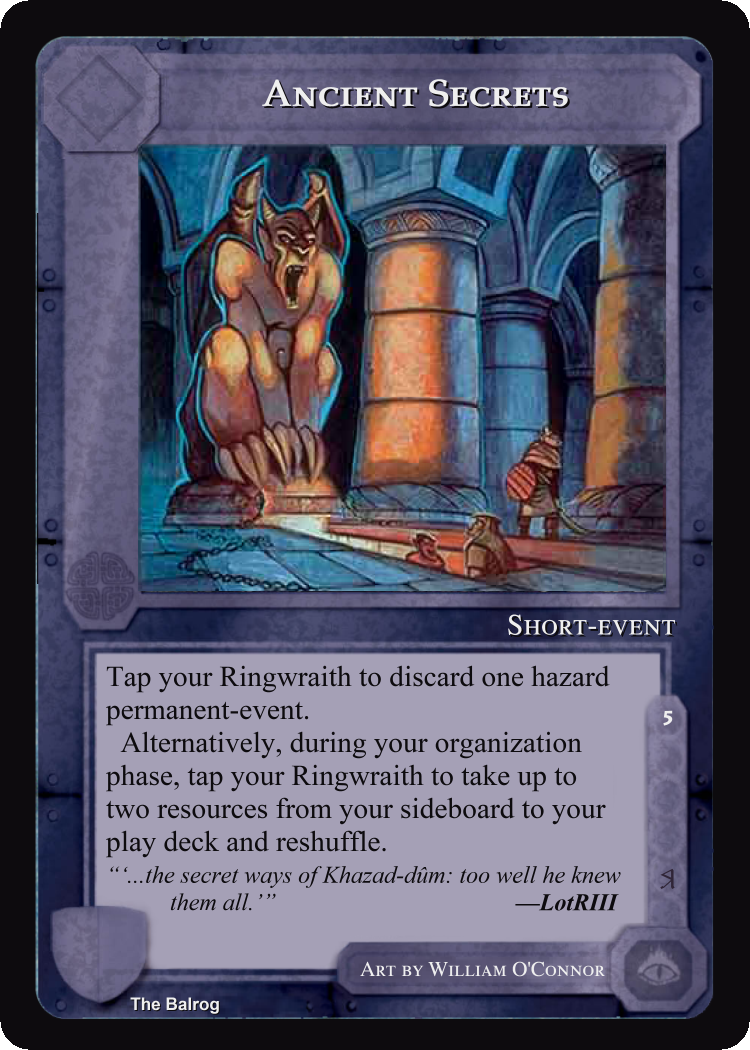 Ancient Secrets
Short-event
Tap your Ringwraith to discard one hazard
permanent-event.
Alternatively, during your organization
phase, tap your Ringwraith to take up to
two resources from your sideboard to your
play deck and reshuffle.
“‘...the secret ways of Khazad-dûm: too well he knew
them all.’” —LotRIII
5
Art by William O'Connor
The Balrog